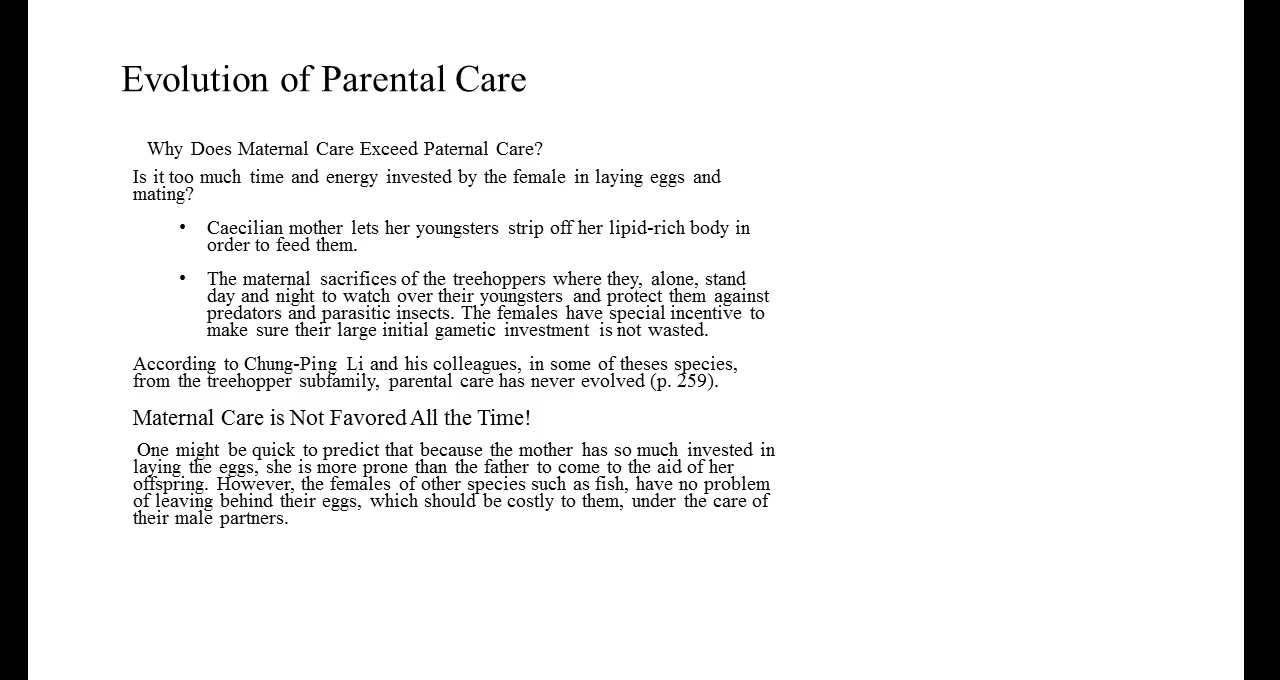 Evolution of Parental Care
Why Does Maternal Care Exceed Paternal Care?
Is it too much time and energy invested by the female in laying eggs and
mating?
• Caecilian mother lets her youngsters strip off her lipid-rich body in
order to feed them.
• The maternal sacrifices of the treehoppers where they, alone, stand
day and night to watch over their youngsters and protect them against
predators and parasitic insects. The females have special incentive to
make sure their large initial gametic investment is not wasted.
According to Chung-Ping Li and his colleagues, in some of theses species,
from the treehopper subfamily, parental care has never evolved (p. 259).
Maternal Care is Not Favored All the Time!
One might be quick to predict that because the mother has so much invested in
laying the eggs, she is more prone than the father to come to the aid of her
offspring. However, the females of other species such as fish, have no problem
of leaving behind their eggs, which should be costly to them, under the care of
their male partners.